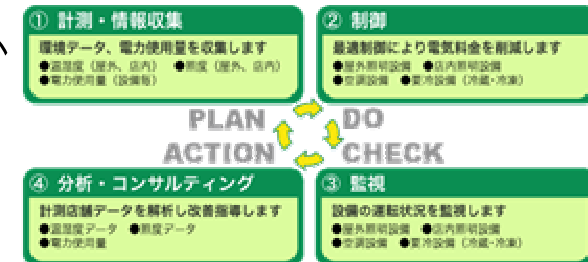 ① 計測・情報収集
環境データ、電力使用量を収集します
●温湿度（屋外、店内） ●照度（屋外、店内）
●電力使用量（設備毎）
② 制御
最適制御により電気料金を削減します
●屋外照明設備 ●店内照明設備
●空調設備 ●要冷設備（冷蔵・冷凍）
PLAN
DO
ACTION
CHECK
④ 分析・コンサルティング
計測店舗データを解析し改善指導します
●温湿度データ ●照度データ
●電力使用量
③ 監視
設備の運転状況を監視します
●屋外照明設備 ●店内照明設備
●空調設備 ●要冷設備（冷蔵・冷凍）